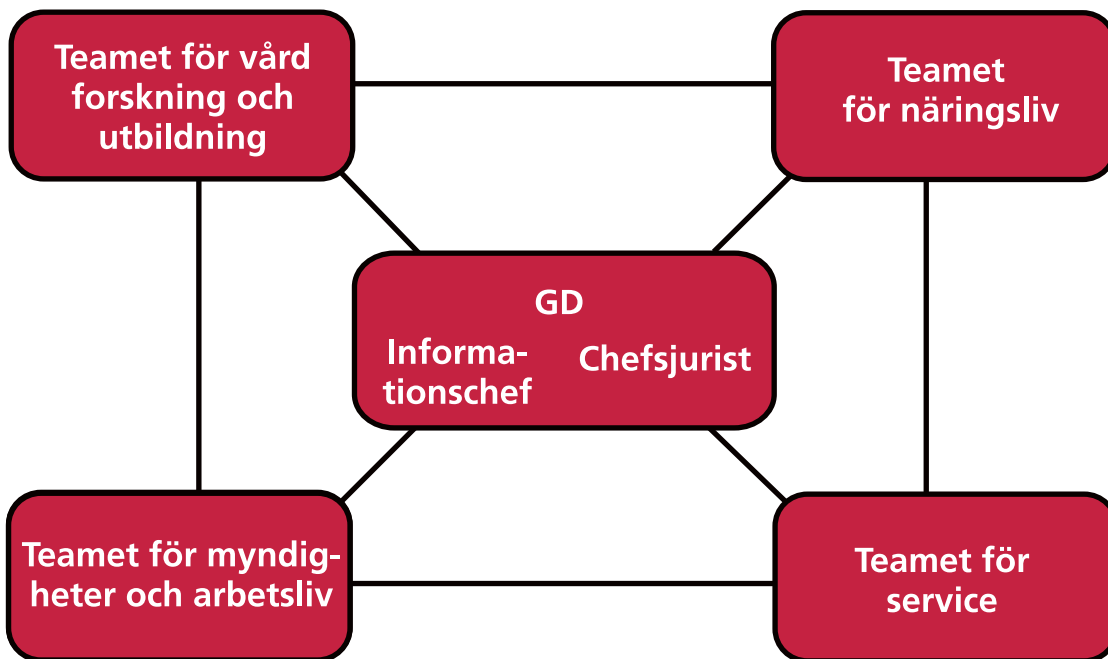 Teamet för vård
forskning och
utbildning
Teamet
för näringsliv
GD
Informa-
tionschef
Chefsjurist
Teamet för myndig-
heter och arbetsliv
Teamet för
service